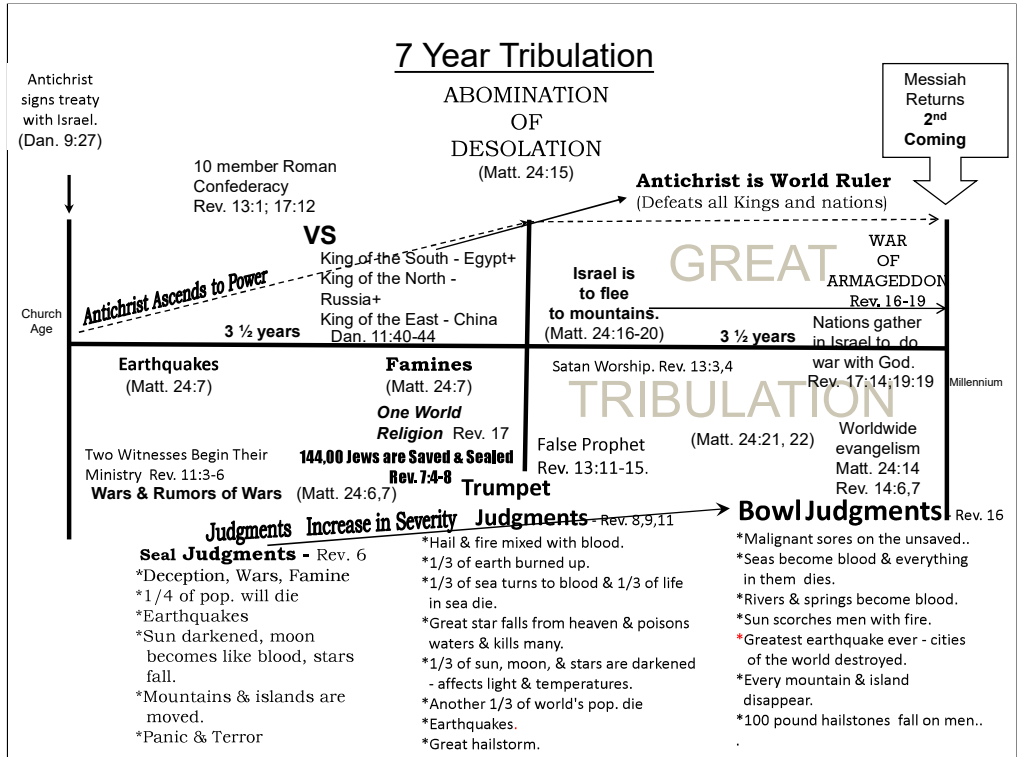 7 Year Tribulation
Antichrist
signs treaty
with Israel.
(Dan. 9:27)
ABOMINATION
OF
DESOLATION
(Matt. 24:15)
Messiah
Returns
2nd
Coming
10 member Roman
Confederacy
Rev. 13:1; 17:12
Antichrist is World Ruler
(Defeats all Kings and nations)
VS
King of the South - Egypt+
King of the North -
Russia+
King of the East - China
Dan. 11:40-44
Antichrist Ascends to Power
3 ½ years
Church
Age
GREAT
Israel is
to flee
to mountains.
(Matt. 24:16-20)
3 ½ years
WAR
OF
ARMAGEDDON
Rev. 16-19
Nations gather
in Israel to do
war with God.
Rev. 17:14;19:19
Millennium
Earthquakes
(Matt. 24:7)
Famines
(Matt. 24:7)
One World
Religion Rev. 17
Two Witnesses Begin Their
Ministry Rev. 11:3-6
144,00 Jews are Saved & Sealed
Rev. 7:4-8
Wars & Rumors of Wars (Matt. 24:6,7)
Satan Worship. Rev. 13:3,4
TRIBULATION
False Prophet
Rev. 13:11-15.
(Matt. 24:21, 22)
Worldwide
evangelism
Matt. 24:14
Rev. 14:6,7
Judgments Increase in Severity
Seal Judgments - Rev. 6
*Deception, Wars, Famine
*1/4 of pop. will die
*Earthquakes
*Sun darkened, moon
becomes like blood, stars
fall.
*Mountains & islands are
moved.
*Panic & Terror
Trumpet
Judgments - Rev. 8,9,11
*Hail & fire mixed with blood.
*1/3 of earth burned up.
*1/3 of sea turns to blood & 1/3 of life
in sea die.
*Great star falls from heaven & poisons
waters & kills many.
*1/3 of sun, moon, & stars are darkened
- affects light & temperatures.
*Another 1/3 of world's pop. die
*Earthquakes.
*Great hailstorm.
Bowl Judgments - Rev. 16
*Malignant sores on the unsaved..
*Seas become blood & everything
in them dies.
*Rivers & springs become blood.
*Sun scorches men with fire.
*Greatest earthquake ever - cities
of the world destroyed.
*Every mountain & island
disappear.
*100 pound hailstones fall on men..
.